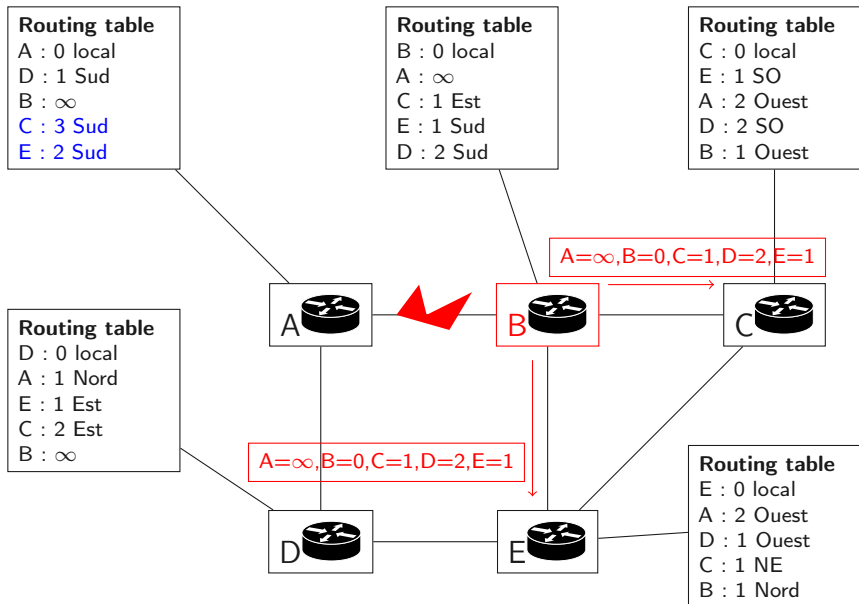 Routing table
A : 0 local
D : 1 Sud
B : ∞
C : 3 Sud
E : 2 Sud
Routing table
B : 0 local
A : ∞
C : 1 Est
E : 1 Sud
D : 2 Sud
Routing table
C : 0 local
E : 1 SO
A : 2 Ouest
D : 2 SO
B : 1 Ouest
A=∞,B=0,C=1,D=2,E=1
A
B
C
Routing table
D : 0 local
A : 1 Nord
E : 1 Est
C : 2 Est
B : ∞
A=∞,B=0,C=1,D=2,E=1
D
E
Routing table
E : 0 local
A : 2 Ouest
D : 1 Ouest
C : 1 NE
B : 1 Nord